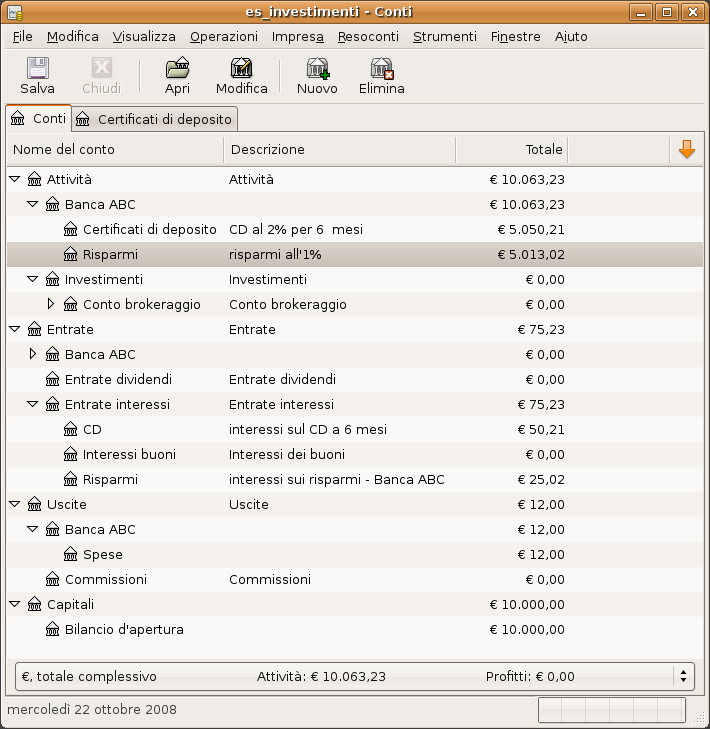 es_investimenti - Conti
File Modifica Visualizza Operazioni Impresa Resoconti Strumenti Finestre Aiuto
Salva Chiudi Apri Modifica Nuovo Elimina
Conti Certificati di deposito
Nome del conto Descrizione Totale
Attività Attività € 10.063,23
Banca ABC € 10.063,23
Certificati di deposito CD al 2% per 6 mesi € 5.050,21
Risparmi risparmi all'1% € 5.013,02
Investimenti Investimenti € 0,00
Conto brokeraggio Conto brokeraggio € 0,00
Entrate Entrate € 75,23
Banca ABC € 0,00
Entrate dividendi Entrate dividendi € 0,00
Entrate interessi Entrate interessi € 75,23
CD interessi sul CD a 6 mesi € 50,21
Interessi buoni Interessi dei buoni € 0,00
Risparmi interessi sui risparmi - Banca ABC € 25,02
Uscite Uscite € 12,00
Banca ABC € 12,00
Spese € 12,00
Commissioni Commissioni € 0,00
Capitali € 10.000,00
Bilancio d'apertura € 10.000,00
€, totale complessivo Attività: € 10.063,23 Profitti: € 0,00
mercoledì 22 ottobre 2008